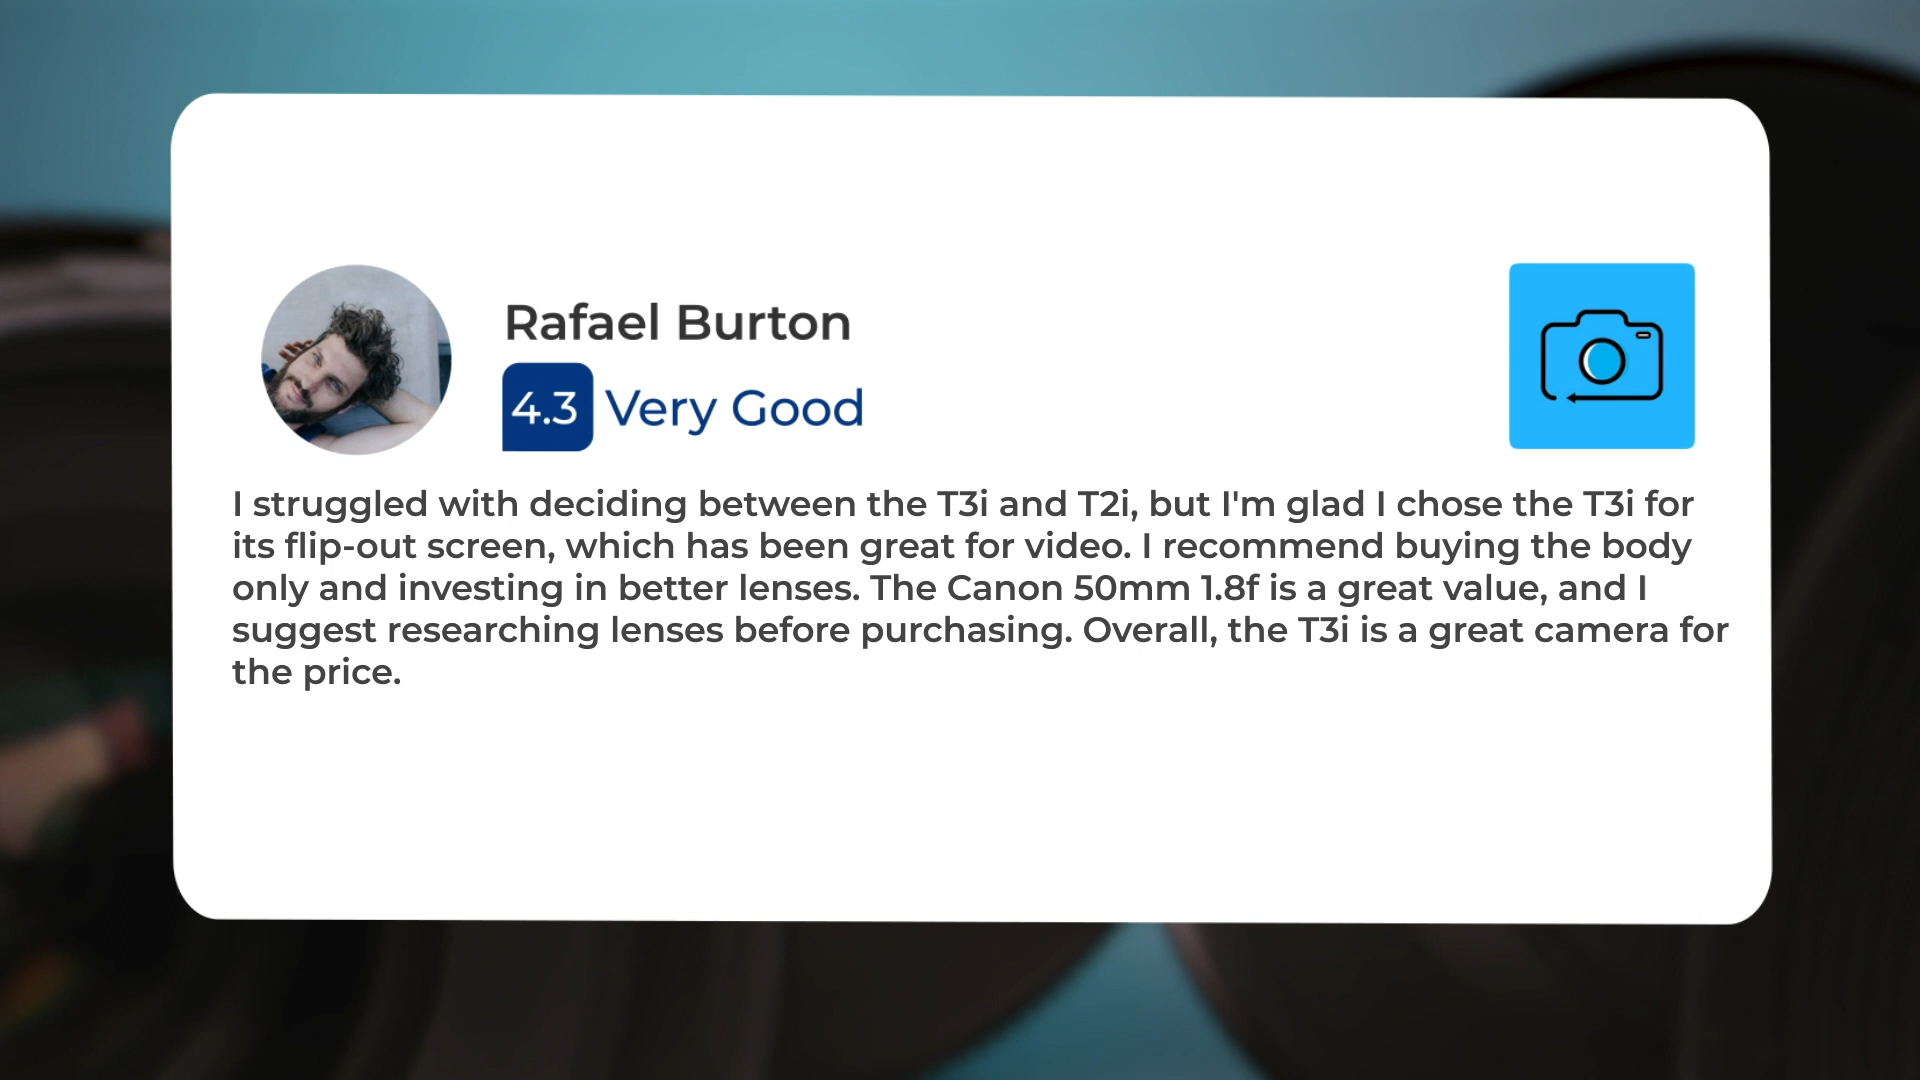 Rafael Burton
4.3 Very Good
I struggled with deciding between the T3i and T2i, but I'm glad I chose the T3i for
its flip-out screen, which has been great for video. I recommend buying the body
only and investing in better lenses. The Canon 50mm 1.8f is a great value, and I
suggest researching lenses before purchasing. Overall, the T3i is a great camera for
the price.